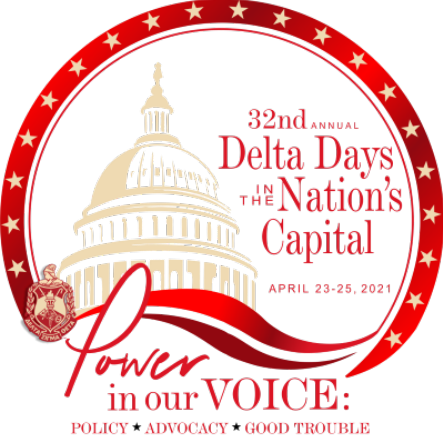 32nd ANNUAL
Delta Days
IN THE Nation's
Capital
APRIL 23-25, 2021
Power
in our VOICE:
POLICY ★ ADVOCACY ★ GOOD TROUBLE